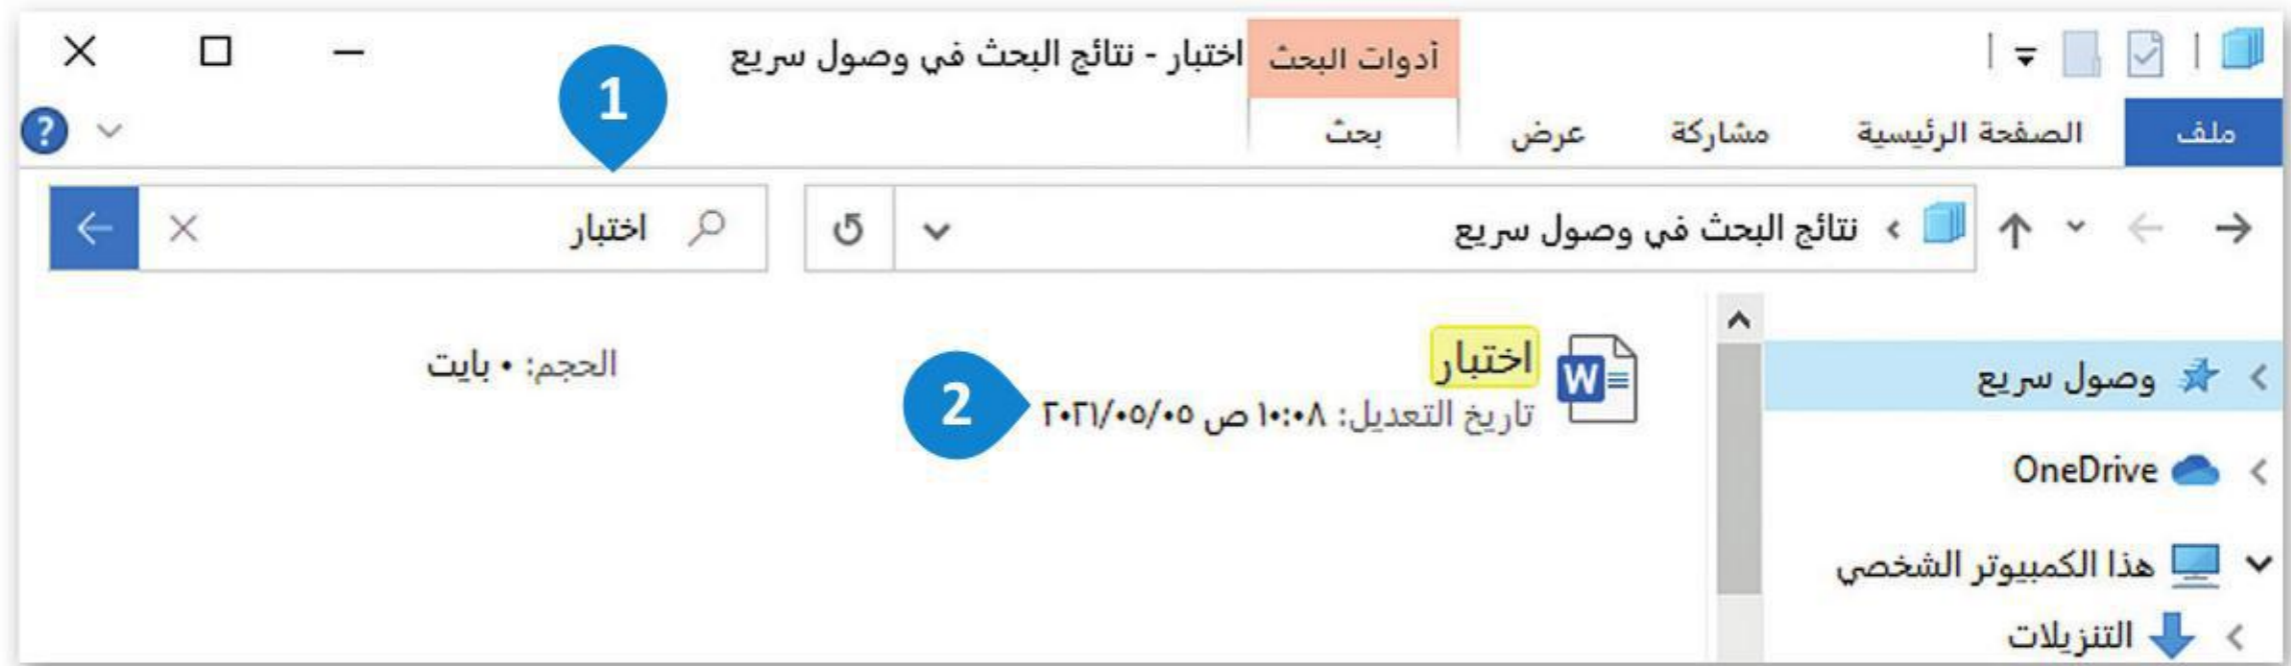 أدوات البحث
اختبار - نتائج البحث في وصول سريع
1
ملف
الصفحة الرئيسية
مشاركة
عرض
بحث
?
نتائج البحث في وصول سريع
اختبار
وصول سريع
OneDrive
هذا الكمبيوتر الشخصي
التنزيلات
W
اختبار
الحجم: ٠ بايت
تاريخ التعديل: ١٠:٠٨ ص ٢٠٢١/٠٥/٠٥
2